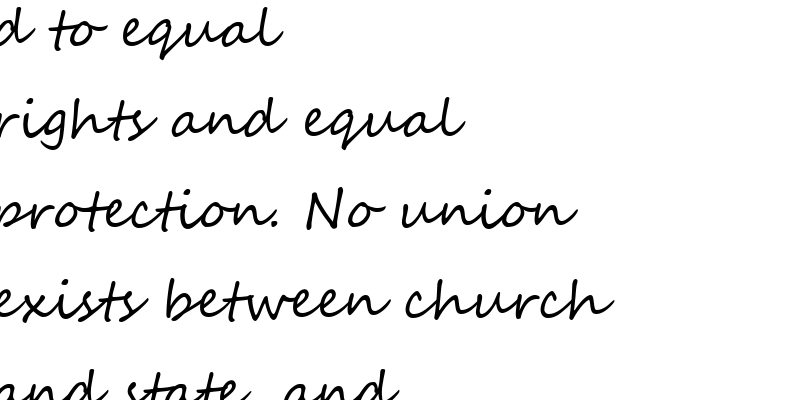 d to equal
rights and equal
protection. No union
exists between church
and state, and